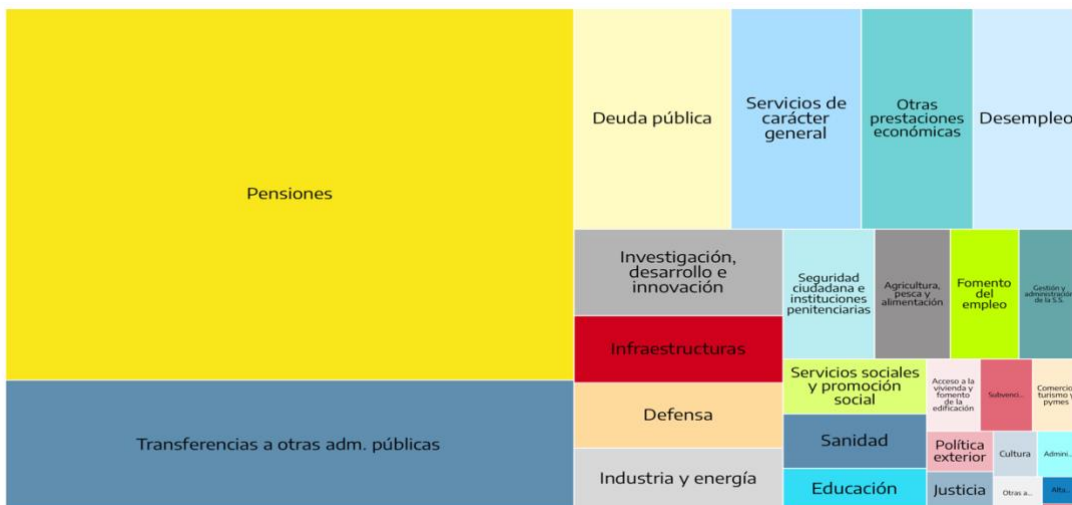 Pensiones
Transferencias a otras adm. públicas
Deuda pública
Servicios de
carácter
general
Otras
prestaciones
económicas
Desempleo
Investigación,
desarrollo e
innovación
Infraestructuras
Defensa
Industria y energía
Seguridad
ciudadana e
instituciones
penitenciarias
Agricultura,
pesca y
alimentación
Fomento
del
empleo
Gestión y
administración
de la S.S.
Servicios sociales
y promoción
social
Sanidad
Educación
Acceso a la
vivienda y
fomento
de la
edificación
Subvenci...
Comercio,
turismo y
pymes
Política
exterior
Cultura
Admini...
Justicia
Otras a...
Alta...